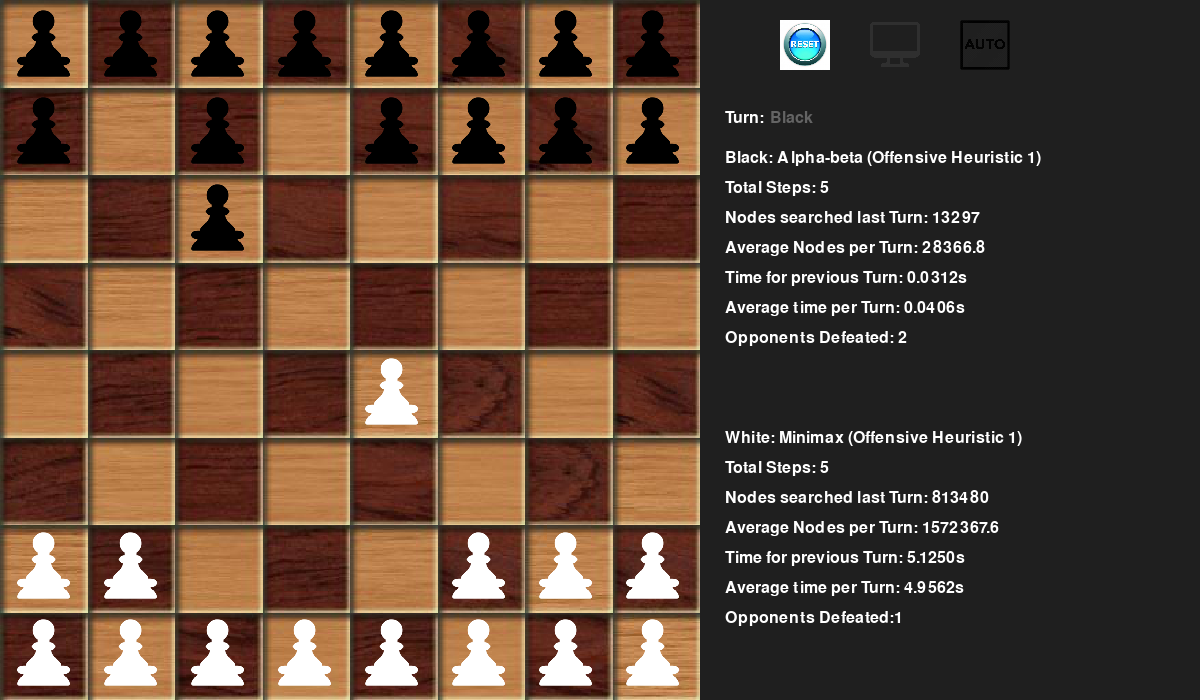 RESET
AUTO
Turn: Black
Black: Alpha-beta (Offensive Heuristic 1)
Total Steps: 5
Nodes searched last Turn: 13297
Average Nodes per Turn: 28366.8
Time for previous Turn: 0.0312s
Average time per Turn: 0.0406s
Opponents Defeated: 2
White: Minimax (Offensive Heuristic 1)
Total Steps: 5
Nodes searched last Turn: 813480
Average Nodes per Turn: 1572367.6
Time for previous Turn: 5.1250s
Average time per Turn: 4.9562s
Opponents Defeated:1